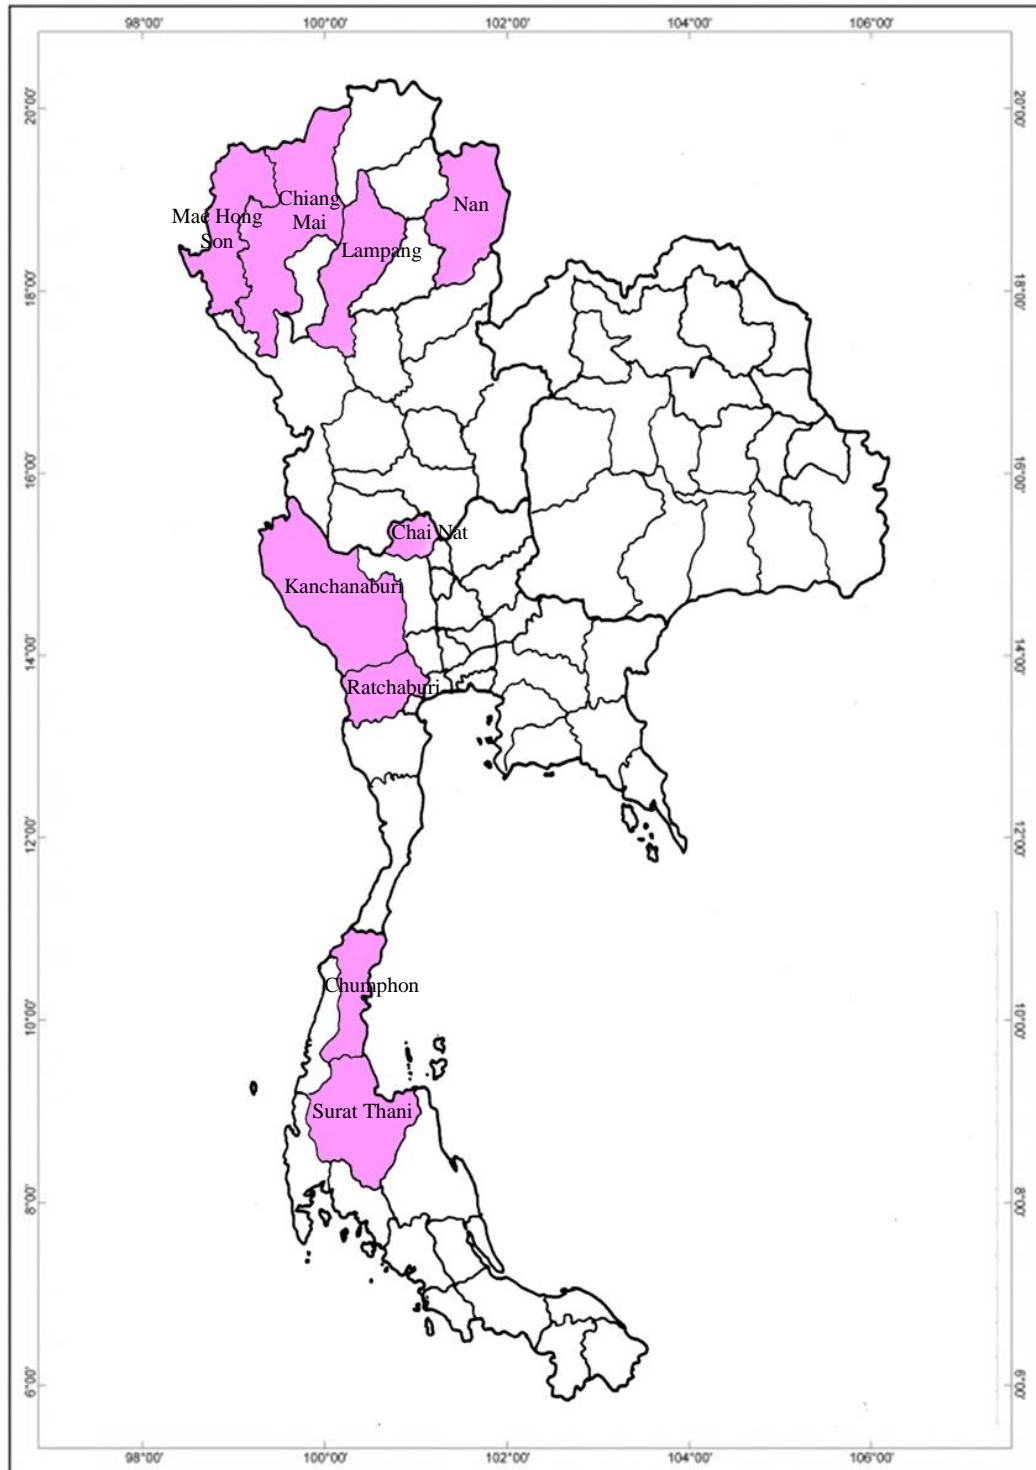 98°00' 100°00' 102°00' 104°00' 106°00'
20°00' 20°00'
Chiang
Mai
Nan
Mae Hong
Son
Lampang
18°00' 18°00'
16°00' 16°00'
Chai Nat
Kanchanaburi
14°00' 14°00'
Ratchaburi
12°00' 12°00'
Chumphon
10°00' 10°00'
Surat Thani
8°00' 8°00'
6°00' 6°00'
98°00' 100°00' 102°00' 104°00' 106°00'